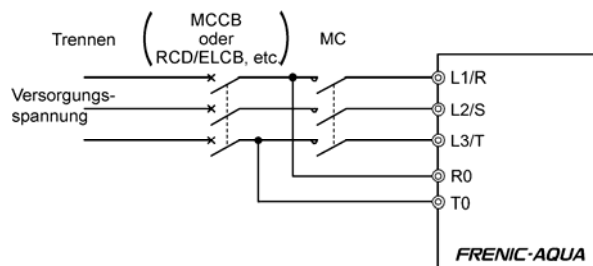 Trennen
MCCB
oder
RCD/ELCB, etc.
MC
Versorgungs-
spannung
L1/R
L2/S
L3/T
R0
T0
FRENIC-AQUA